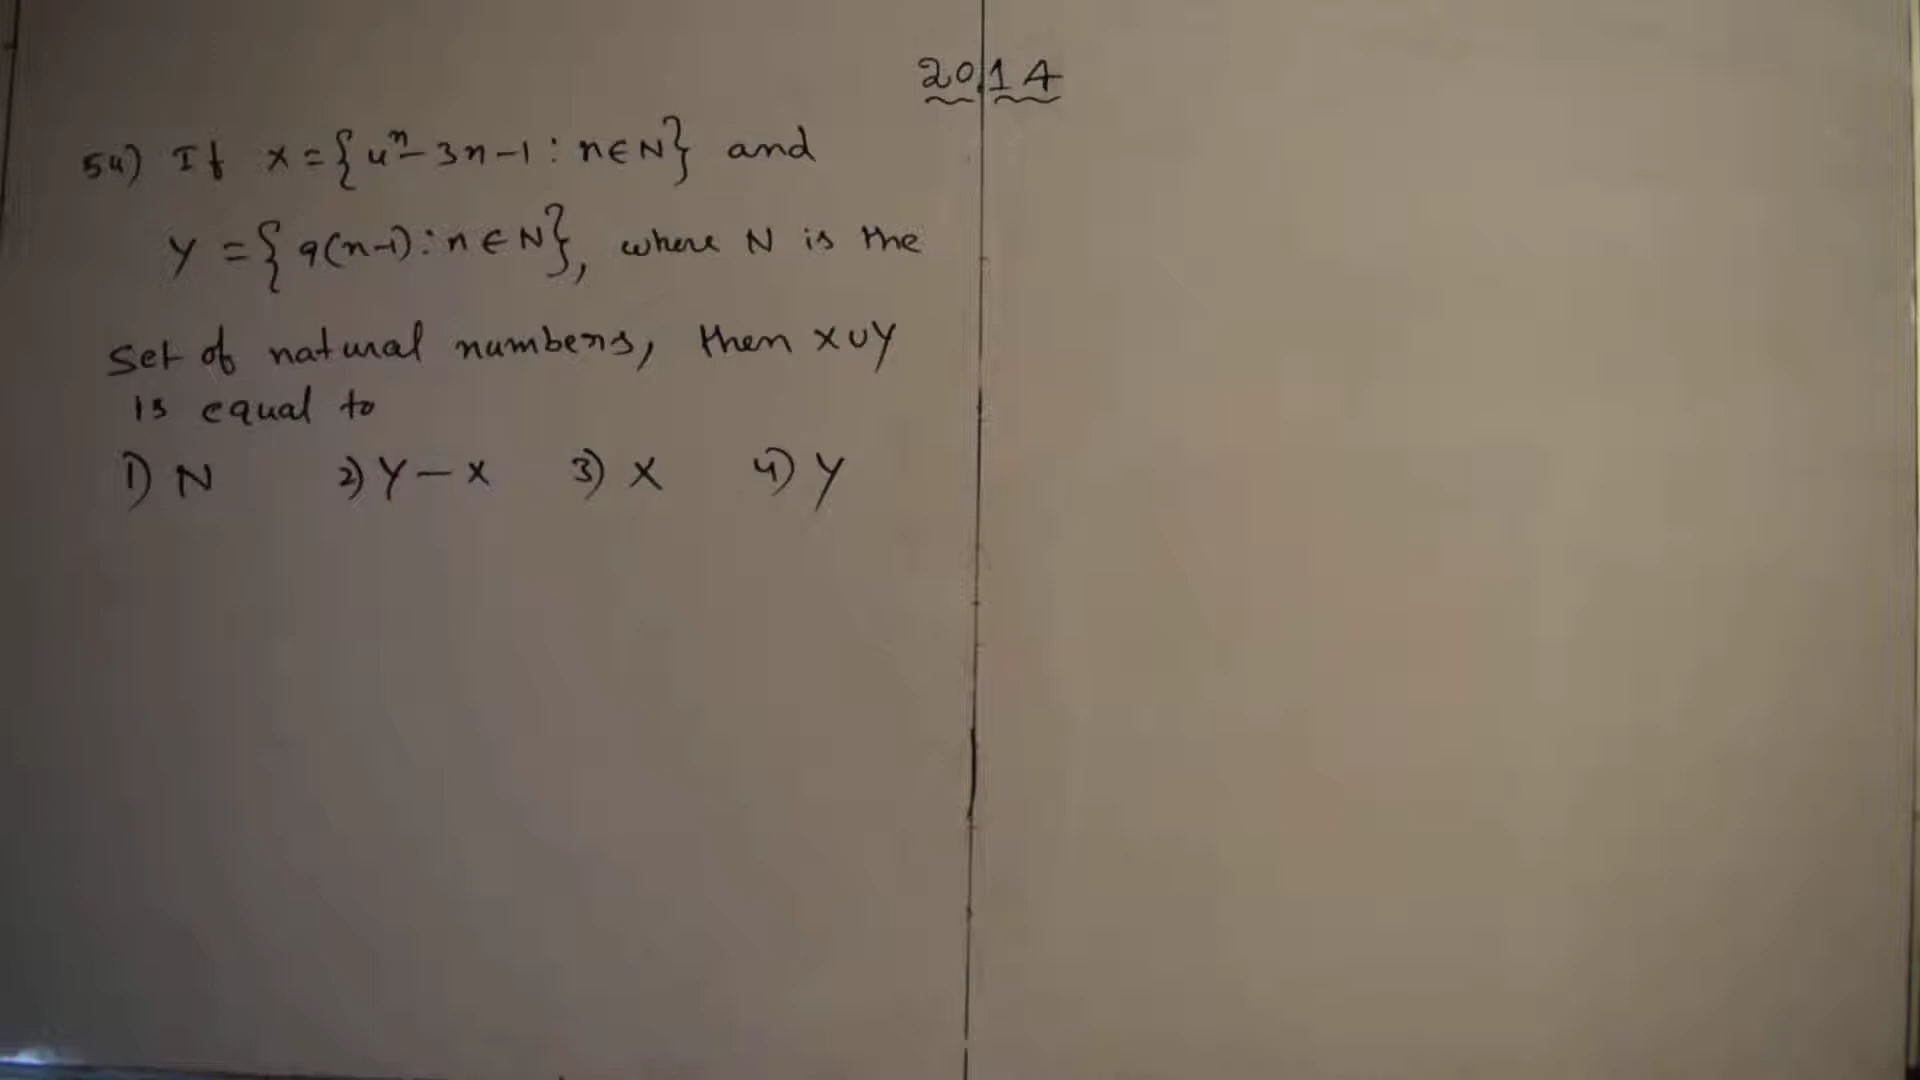 2014
54) If X = {4ⁿ - 3n - 1 : n ∈ N} and
Y = {9(n-1) : n ∈ N}, where N is the
set of natural numbers, then X ∪ Y
is equal to
1) N 2) Y - X 3) X 4) Y